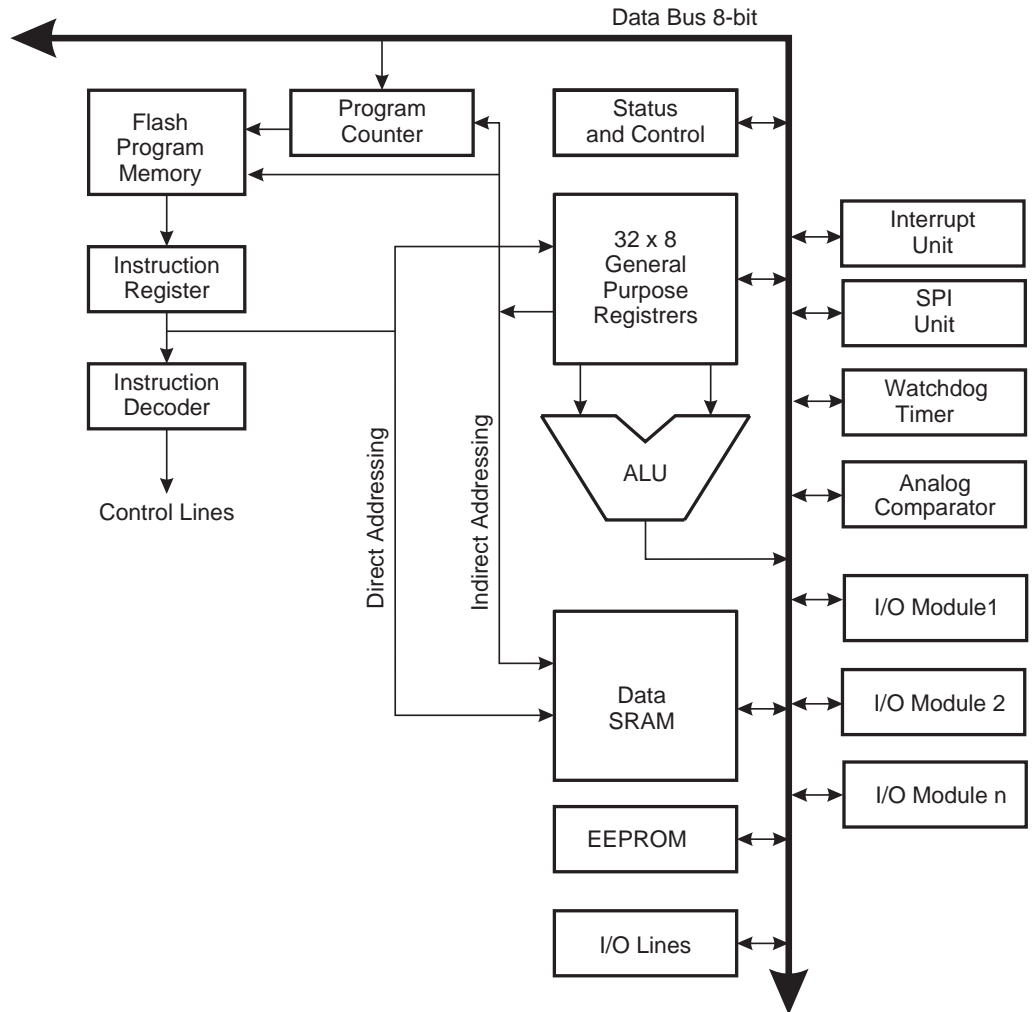 Data Bus 8-bit
Flash
Program
Memory
Program
Counter
Status
and Control
32 x 8
General
Purpose
Registrers
Interrupt
Unit
Instruction
Register
SPI
Unit
Instruction
Decoder
Watchdog
Timer
ALU
Analog
Comparator
Control Lines
Direct Addressing
Indirect Addressing
I/O Module1
Data
SRAM
I/O Module 2
I/O Module n
EEPROM
I/O Lines